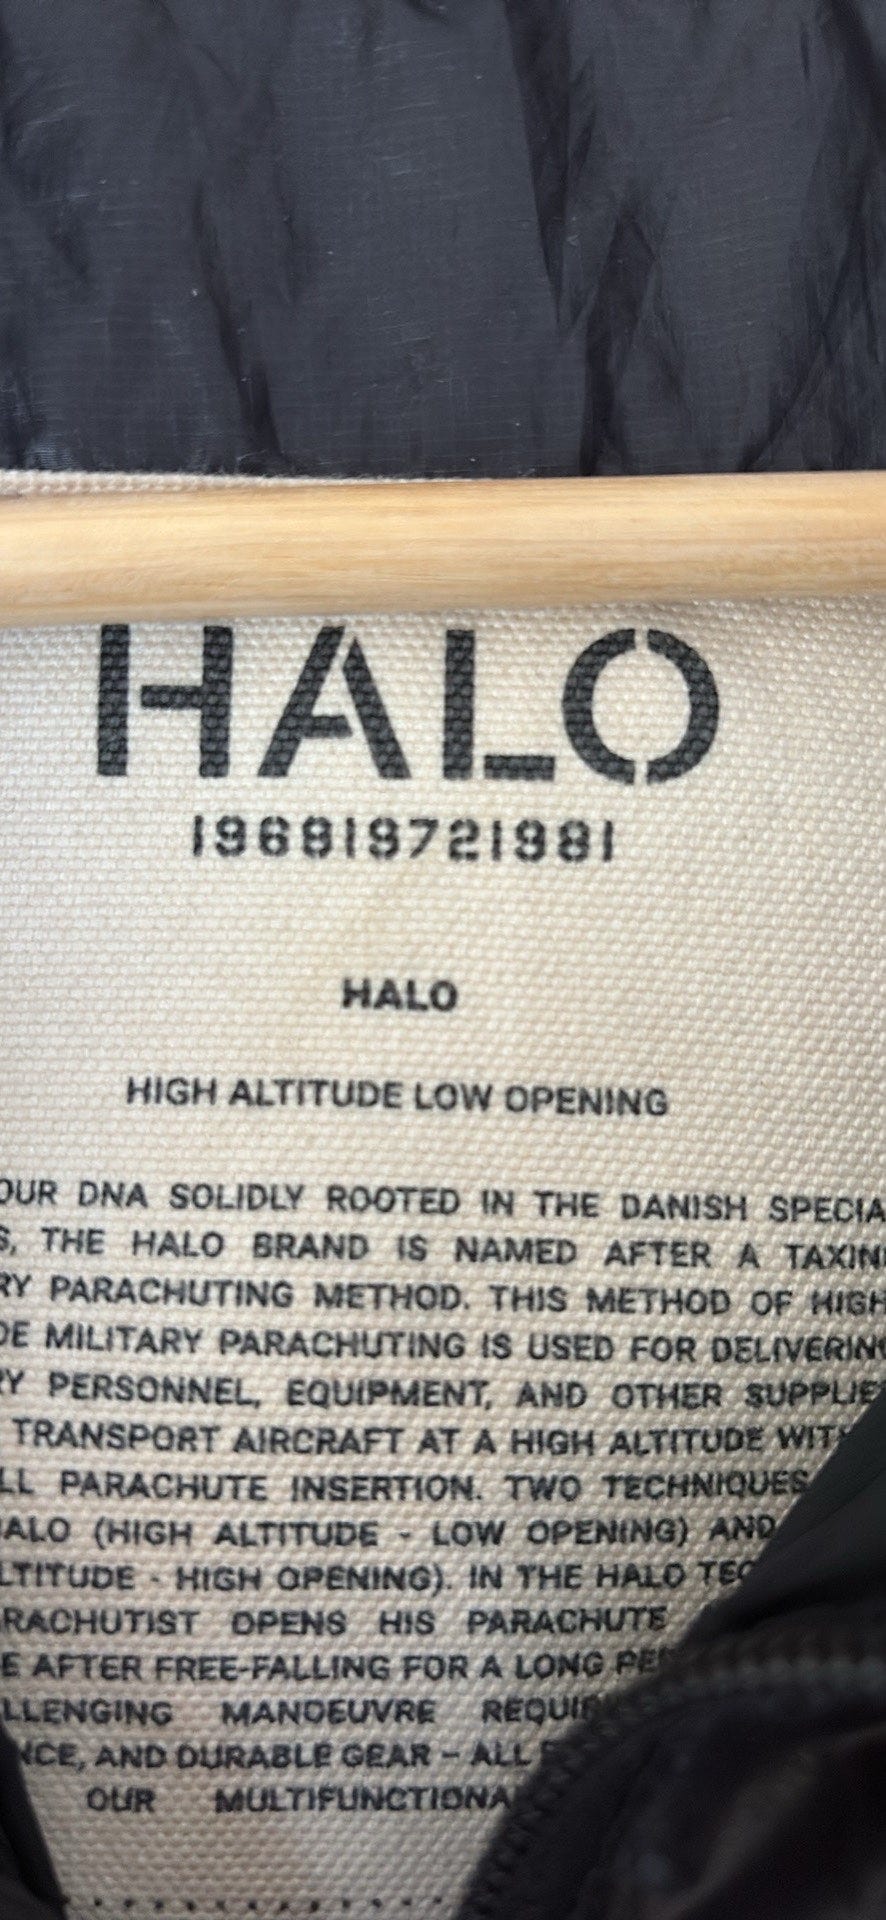 HALO
196819721981
HALO
HIGH ALTITUDE LOW OPENING
OUR DNA SOLIDLY ROOTED IN THE DANISH
THE HALO BRAND IS NAMED AFTER A
PARACHUTING METHOD. THIS METHOD OF HIGH
MILITARY PARACHUTING IS USED FOR
PERSONNEL, EQUIPMENT, AND OTHER
TRANSPORT AIRCRAFT AT A HIGH ALTITUDE
PARACHUTE INSERTION. TWO TECHNIQUES
(HIGH ALTITUDE - LOW OPENING) AND
- HIGH OPENING). IN THE HALO
OPENS HIS PARACHUTE
AFTER FREE-FALLING FOR A LONG
MANOEUVRE
AND DURABLE GEAR – ALL
OUR